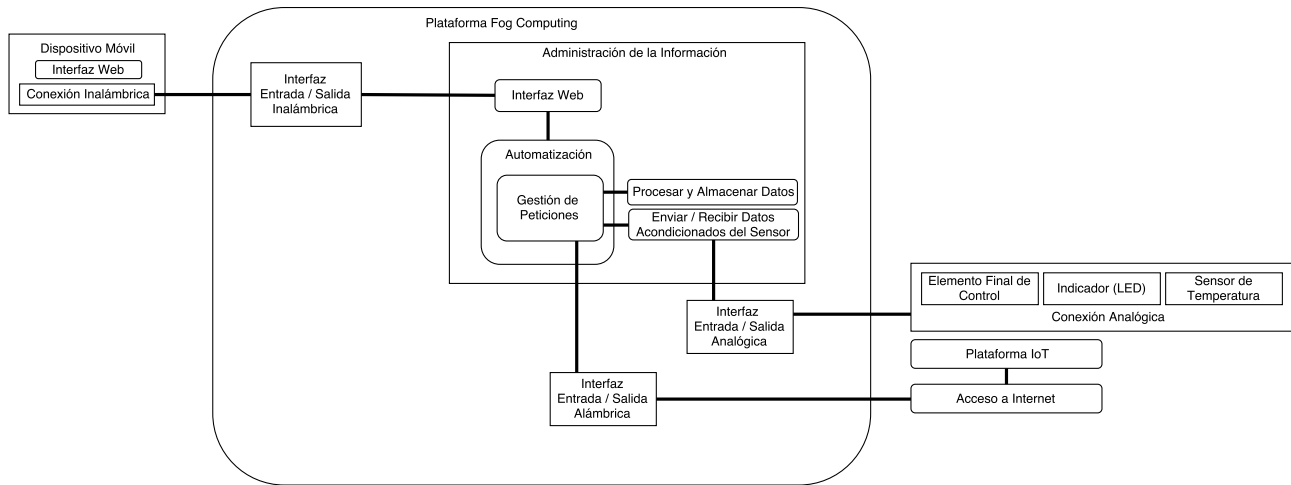 Plataforma Fog Computing
Dispositivo Móvil
Interfaz Web
Conexión Inalámbrica
Interfaz
Entrada / Salida
Inalámbrica
Administración de la Información
Interfaz Web
Automatización
Gestión de
Peticiones
Procesar y Almacenar Datos
Enviar / Recibir Datos
Acondicionados del Sensor
Interfaz
Entrada / Salida
Analógica
Elemento Final de
Control
Indicador (LED)
Sensor de
Temperatura
Conexión Analógica
Plataforma IoT
Acceso a Internet
Interfaz
Entrada / Salida
Alámbrica